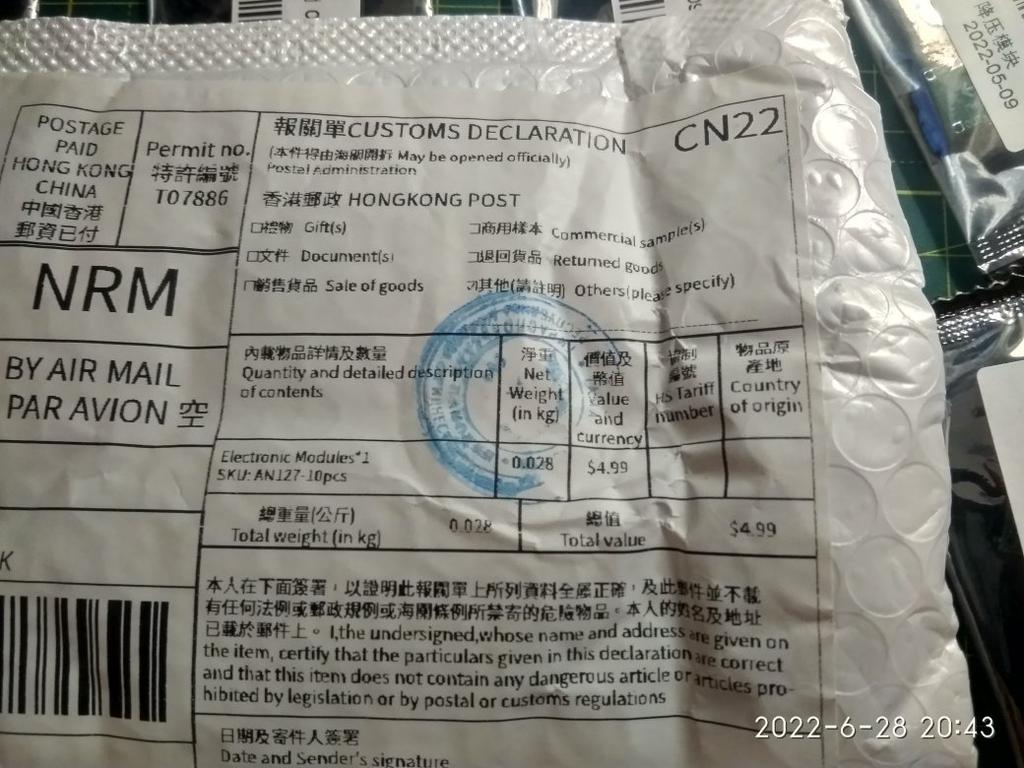 降压模块
2022-05-09
POSTAGE
PAID
HONG KONG
CHINA
中國香港
郵資已付
Permit no.
特許編號
T07886
報關單CUSTOMS DECLARATION
CN22
(本件得由海關開拆 May be opened officially)
Postal Administration
香港郵政 HONGKONG POST
□禮物 Gift(s)
□商用樣本 Commercial sample(s)
□文件 Document(s)
□退回貨品 Returned goods
□銷售貨品 Sale of goods
☑其他(請註明) Others(please specify)
NRM
BY AIR MAIL
PAR AVION 空
內載物品詳情及數量
Quantity and detailed description
of contents
淨重
Net
Weight
(in kg)
價值及
幣值
Value
and
currency
編號
HS Tariff
number
物品原
產地
Country
of origin
Electronic Modules*1
SKU: AN127-10pcs
0.028
$4.99
總重量(公斤)
Total weight (in kg)
0.028
總值
Total value
$4.99
K
本人在下面簽署，以證明此報關單上所列資料全屬正確，及此郵件並不載
有任何法例或郵政規例或海關條例所禁寄的危險物品。本人的姓名及地址
已載於郵件上。 I,the undersigned,whose name and address are given on
the item, certify that the particulars given in this declaration are correct
and that this item does not contain any dangerous article or articles pro-
hibited by legislation or by postal or customs regulations
日期及寄件人簽署
Date and Sender's signature
2022-6-28 20:43